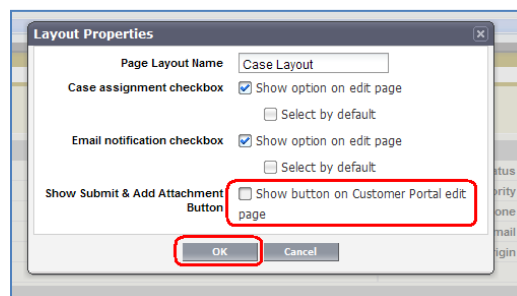 Layout Properties
Page Layout Name Case Layout
Case assignment checkbox Show option on edit page
Select by default
Email notification checkbox Show option on edit page
Select by default
Show Submit & Add Attachment Button Show button on Customer Portal edit page
OK Cancel